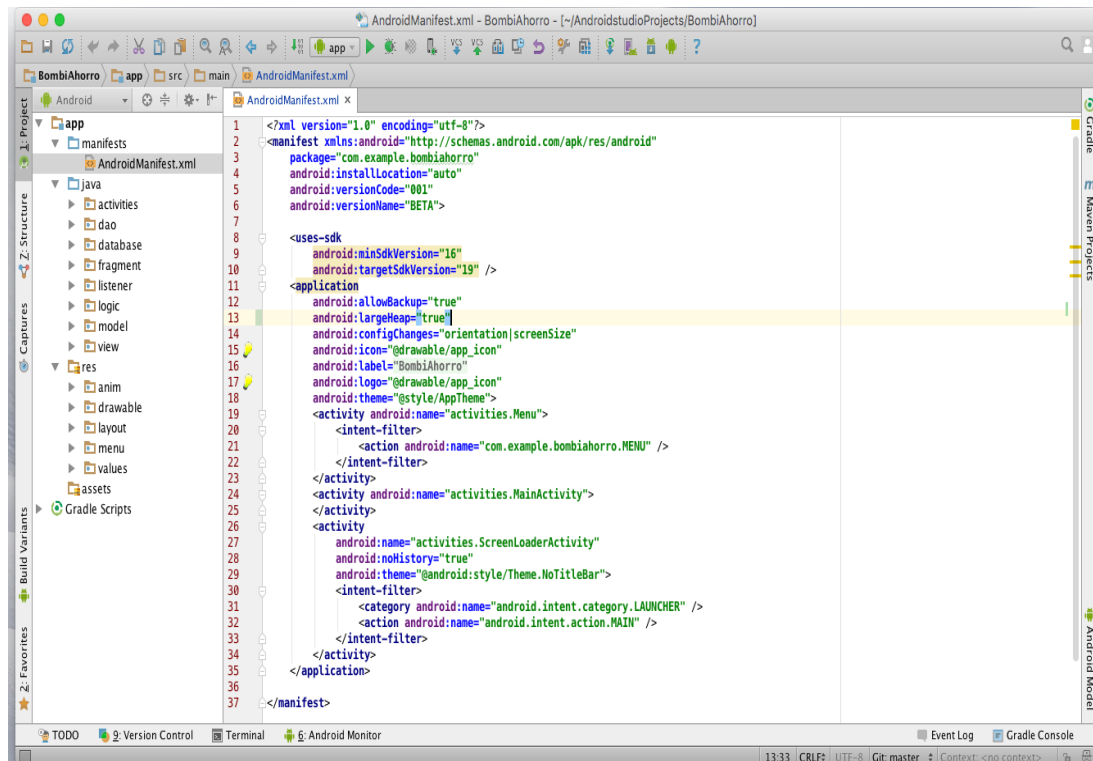 AndroidManifest.xml - BombiAhorro - [~/AndroidstudioProjects/BombiAhorro]
app
BombiAhorro app src main AndroidManifest.xml
1: Project
Z: Structure
Captures
Build Variants
2: Favorites
Android
app
manifests
AndroidManifest.xml
java
activities
dao
database
fragment
listener
logic
model
view
res
anim
drawable
layout
menu
values
assets
Gradle Scripts
AndroidManifest.xml ×
1 <?xml version="1.0" encoding="utf-8"?>
2 <manifest xmlns:android="http://schemas.android.com/apk/res/android"
3 package="com.example.bombiahorro"
4 android:installLocation="auto"
5 android:versionCode="001"
6 android:versionName="BETA">
7
8 <uses-sdk
9 android:minSdkVersion="16"
10 android:targetSdkVersion="19" />
11 <application
12 android:allowBackup="true"
13 android:largeHeap="true"
14 android:configChanges="orientation|screenSize"
15 android:icon="@drawable/app_icon"
16 android:label="BombiAhorro"
17 android:logo="@drawable/app_icon"
18 android:theme="@style/AppTheme">
19 <activity android:name="activities.Menu">
20 <intent-filter>
21 <action android:name="com.example.bombiahorro.MENU" />
22 </intent-filter>
23 </activity>
24 <activity android:name="activities.MainActivity">
25 </activity>
26 <activity
27 android:name="activities.ScreenLoaderActivity"
28 android:noHistory="true"
29 android:theme="@android:style/Theme.NoTitleBar">
30 <intent-filter>
31 <category android:name="android.intent.category.LAUNCHER" />
32 <action android:name="android.intent.action.MAIN" />
33 </intent-filter>
34 </activity>
35 </application>
36
37 </manifest>
Gradle
Maven Projects
Android Model
TODO 9: Version Control Terminal 6: Android Monitor Event Log Gradle Console
13:33 CRLF UTF-8 Git: master Context: <no context>